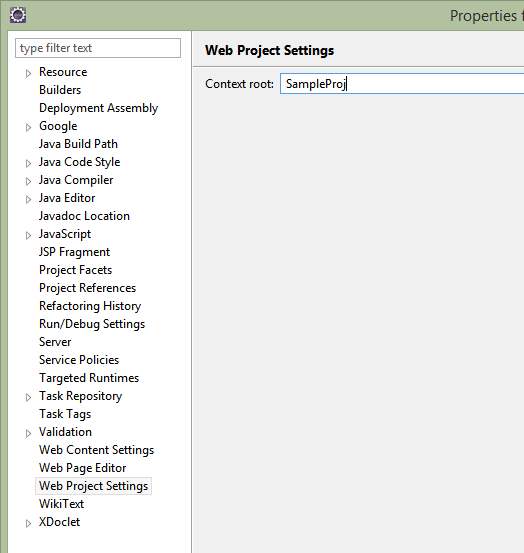 Properties f
type filter text
Web Project Settings
Resource
Context root: SampleProj
Builders
Deployment Assembly
Google
Java Build Path
Java Code Style
Java Compiler
Java Editor
Javadoc Location
JavaScript
JSP Fragment
Project Facets
Project References
Refactoring History
Run/Debug Settings
Server
Service Policies
Targeted Runtimes
Task Repository
Task Tags
Validation
Web Content Settings
Web Page Editor
Web Project Settings
WikiText
XDoclet